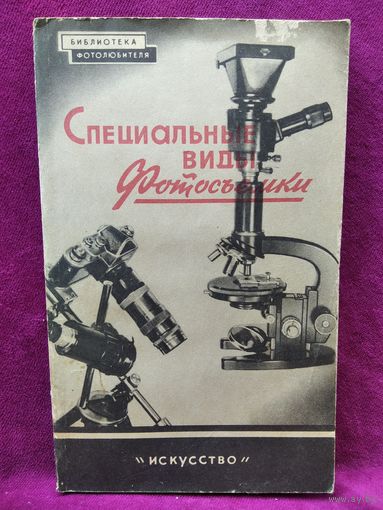 БИБЛИОТЕКА
ФОТОЛЮБИТЕЛЯ
Специальные
виды
Фотосъемки
"ИСКУССТВО"